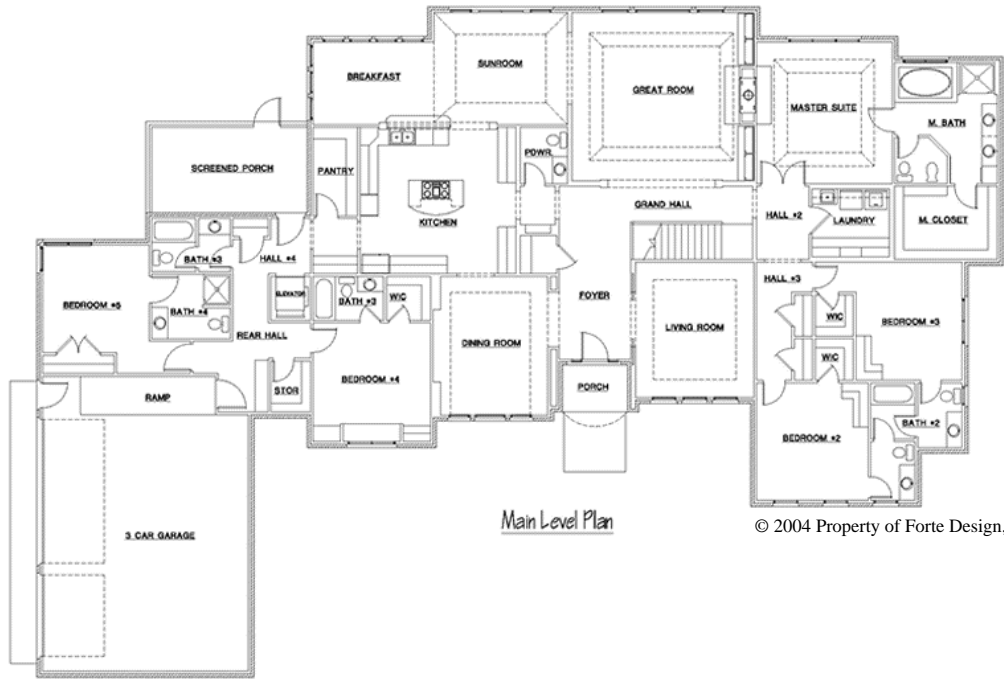 SUNROOM
BREAKFAST
GREAT ROOM
MASTER SUITE
M. BATH
PDWR.
SCREENED PORCH
PANTRY
GRAND HALL
KITCHEN
HALL #2
LAUNDRY
M. CLOSET
BATH #3
HALL #4
HALL #3
BEDROOM #5
ELEVATOR
BATH #3
WIC
FOYER
BATH #4
WIC
BEDROOM #3
REAR HALL
LIVING ROOM
DINING ROOM
WIC
BEDROOM #4
STOR
PORCH
RAMP
BATH #2
BEDROOM #2
Main Level Plan
© 2004 Property of Forte Design,
3 CAR GARAGE